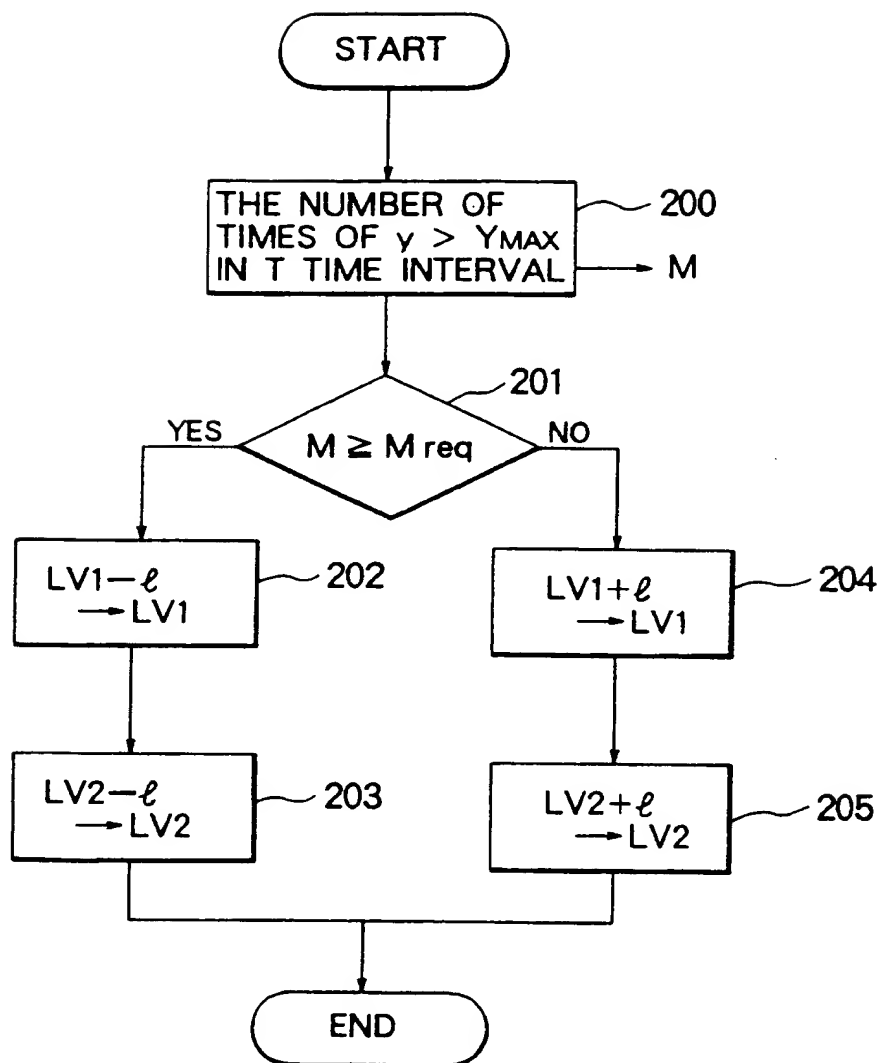 START
THE NUMBER OF
TIMES OF y > YMAX
IN T TIME INTERVAL
M
200
201
YES
M ≧ M req
NO
LV1−ℓ
→LV1
202
LV1+ℓ
→LV1
204
LV2−ℓ
→LV2
203
LV2+ℓ
→LV2
205
END